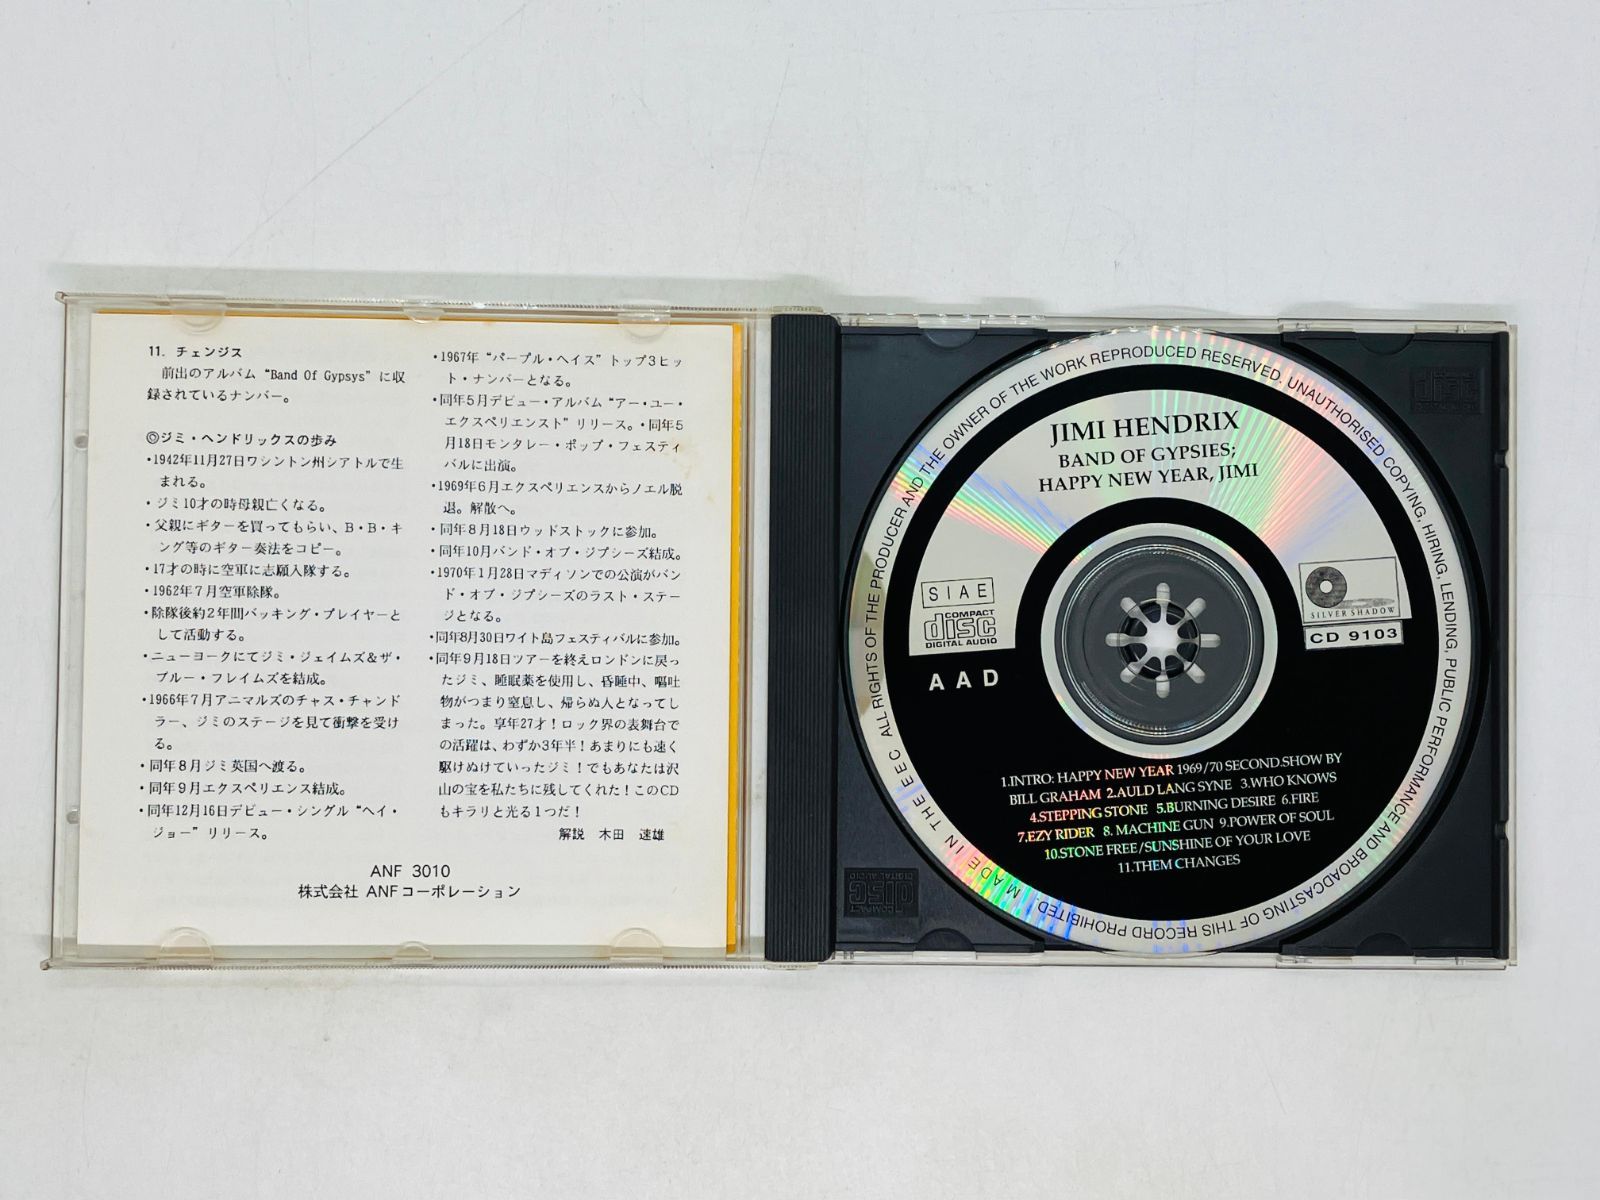 11. チェンジス
前出のアルバム“Band Of Gypsys”に収
録されているナンバー。
◎ジミ・ヘンドリックスの歩み
・1942年11月27日ワシントン州シアトルで生
まれる。
・ジミ10才の時母親亡くなる。
・父親にギターを買ってもらい、B・B・キ
ング等のギター奏法をコピー。
・17才の時に空軍に志願入隊する。
・1962年7月空軍除隊。
・除隊後約2年間バッキング・プレイヤーと
して活動する。
・ニューヨークにてジミ・ジェイムズ&ザ・
ブルー・フレイムズを結成。
・1966年7月アニマルズのチャス・チャンド
ラー、ジミのステージを見て衝撃を受け
る。
・同年8月ジミ英国へ渡る。
・同年9月エクスペリエンス結成。
・同年12月16日デビュー・シングル“ヘイ・
ジョー”リリース。
・1967年“パープル・ヘイズ”トップ3ヒッ
ト・ナンバーとなる。
・同年5月デビュー・アルバム“アー・ユー・
エクスペリエンスト”リリース。・同年5
月18日モンタレー・ポップ・フェスティ
バルに出演。
・1969年6月エクスペリエンスからノエル脱
退。解散へ。
・同年8月18日ウッドストックに参加。
・同年10月バンド・オブ・ジプシーズ結成。
・1970年1月28日マディソンでの公演がバン
ド・オブ・ジプシーズのラスト・ステー
ジとなる。
・同年8月30日ワイト島フェスティバルに参加。
・同年9月18日ツアーを終えロンドンに戻っ
たジミ、睡眠薬を使用し、昏睡中、嘔吐
物がつまり窒息し、帰らぬ人となってし
まった。享年27才!ロック界の表舞台で
の活躍は、わずか3年半!あまりにも速く
駆けぬけていったジミ!でもあなたは沢
山の宝を私たちに残してくれた!このCD
もキラリと光る1つだ!
解説 木田 速雄
ANF 3010
株式会社 ANFコーポレーション
MADE IN THE EEC ALL RIGHTS OF THE PRODUCER AND THE OWNER OF THE WORK REPRODUCED RESERVED. UNAUTHORISED COPYING, HIRING, LENDING, PUBLIC PERFORMANCE AND BROADCASTING OF THIS RECORD PROHIBITED.
JIMI HENDRIX
BAND OF GYPSIES;
HAPPY NEW YEAR, JIMI
SIAE
COMPACT
disc
DIGITAL AUDIO
AAD
SILVER SHADOW
CD 9103
1.INTRO: HAPPY NEW YEAR 1969/70 SECOND.SHOW BY
BILL GRAHAM 2.AULD LANG SYNE 3.WHO KNOWS
4.STEPPING STONE 5.BURNING DESIRE 6.FIRE
7.EZY RIDER 8. MACHINE GUN 9.POWER OF SOUL
10.STONE FREE/SUNSHINE OF YOUR LOVE
11.THEM CHANGES
COMPACT
disc
DIGITAL AUDIO